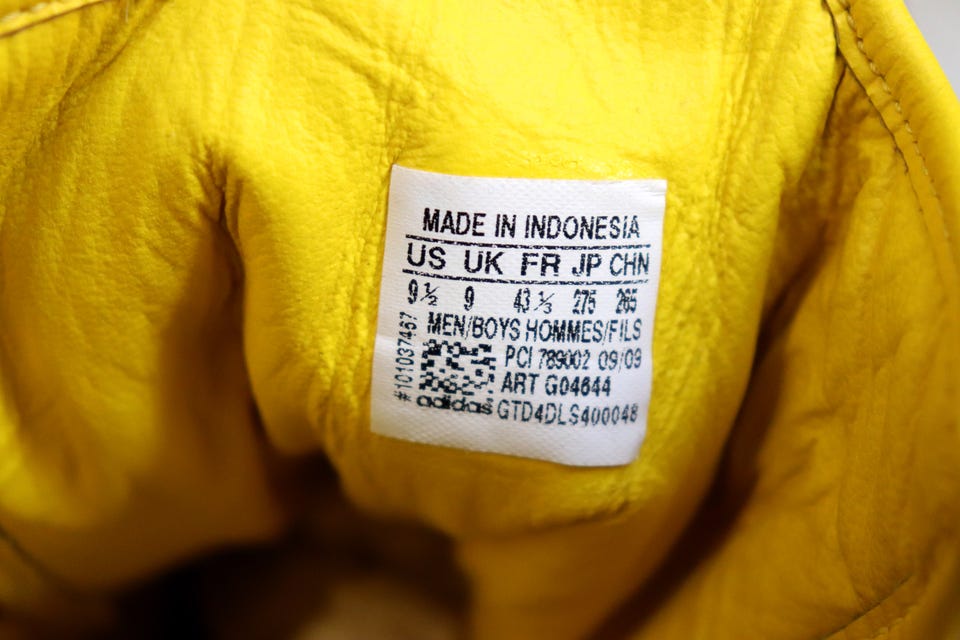 MADE IN INDONESIA
US UK FR JP CHN
9½ 9 43⅓ 275 265
MEN/BOYS HOMMES/FILS
PCI 789002 09/09
ART G04644
adidas GTD4DLS400048
#101037467